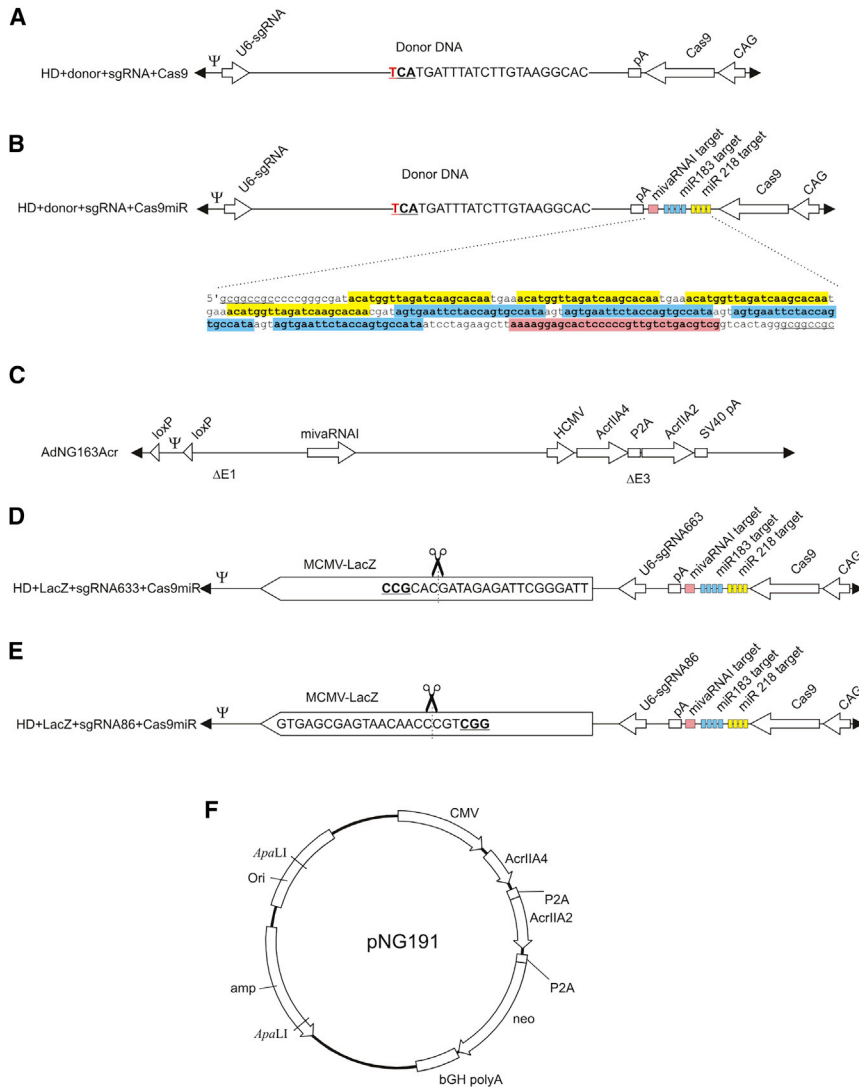 A
HD+donor+sgRNA+Cas9
Ψ
U6-sgRNA
Donor DNA
TCATGATTTATCTTGTAAGGCAC
pA
Cas9
CAG
B
HD+donor+sgRNA+Cas9miR
Ψ
U6-sgRNA
Donor DNA
TCATGATTTATCTTGTAAGGCAC
pA
mivaRNAI target
miR183 target
miR 218 target
Cas9
CAG
5'gcggccgcccccgggcgatacatggttagatcaagcacaatgaaacatggttagatcaagcacaatgaaacatggttagatcaagcacaat
gaaacatggttagatcaagcacaacgatagtgaattctaccagtgccataagtagtgaattctaccagtgccataagtagtgaattctaccag
tgccataagtagtgaattctaccagtgccataatcctagaagcttaaaaggagcactcccccgttgtctgacgtcggtcactagggcggccgc
C
AdNG163Acr
loxP
Ψ
loxP
ΔE1
mivaRNAI
HCMV
AcrIIA4
P2A
AcrIIA2
SV40 pA
ΔE3
D
HD+LacZ+sgRNA633+Cas9miR
Ψ
MCMV-LacZ
CCGCACGATAGAGATTCGGGATT
U6-sgRNA663
pA
mivaRNAI target
miR183 target
miR 218 target
Cas9
CAG
E
HD+LacZ+sgRNA86+Cas9miR
Ψ
MCMV-LacZ
GTGAGCGAGTAACAACCCGTCGG
U6-sgRNA86
pA
mivaRNAI target
miR183 target
miR 218 target
Cas9
CAG
F
pNG191
CMV
AcrIIA4
P2A
AcrIIA2
P2A
neo
bGH polyA
ApaLI
amp
Ori
ApaLI